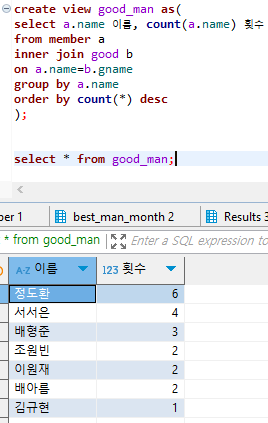 create view good_man as(
select a.name 이름, count(a.name) 횟수
from member a
inner join good b
on a.name=b.gname
group by a.name
order by count(*) desc
);
select * from good_man;
ber 1 best_man_month 2 Results 3
* from good_man Enter a SQL expression to
A-Z 이름 123 횟수
정도환 6
서서은 4
배형준 3
조원빈 2
이원재 2
배아름 2
김규현 1